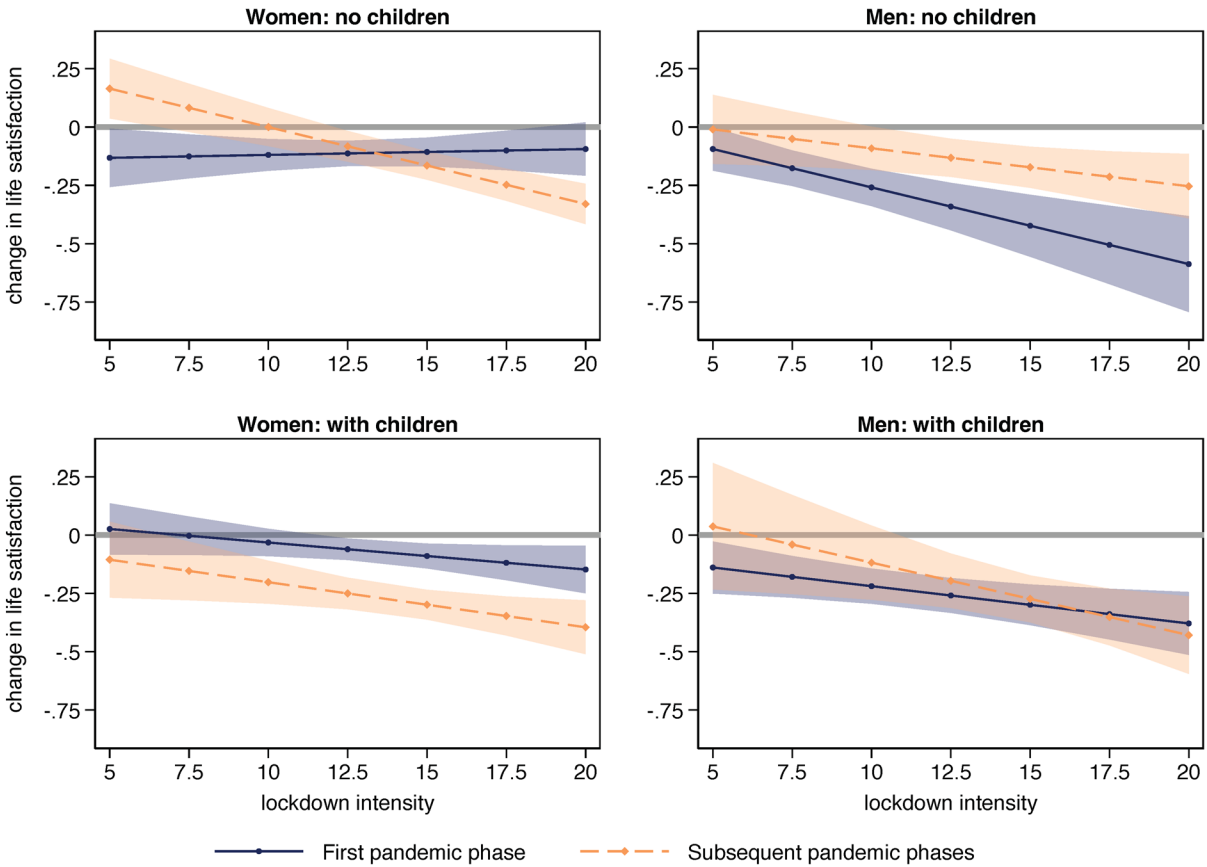 Women: no children
Men: no children
change in life satisfaction
.25
0
-.25
-.5
-.75
5 7.5 10 12.5 15 17.5 20
.25
0
-.25
-.5
-.75
5 7.5 10 12.5 15 17.5 20
Women: with children
Men: with children
change in life satisfaction
.25
0
-.25
-.5
-.75
5 7.5 10 12.5 15 17.5 20
lockdown intensity
.25
0
-.25
-.5
-.75
5 7.5 10 12.5 15 17.5 20
lockdown intensity
First pandemic phase
Subsequent pandemic phases